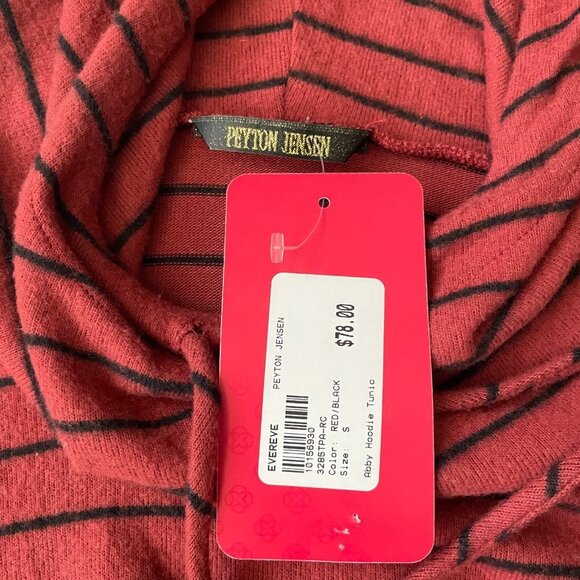 PEYTON JENSEN
PEYTON JENSEN
$78.00
EVEREVE
10156930
3285TPA-RC
Color: RED/BLACK
Size: S
Abby Hoodie Tunic